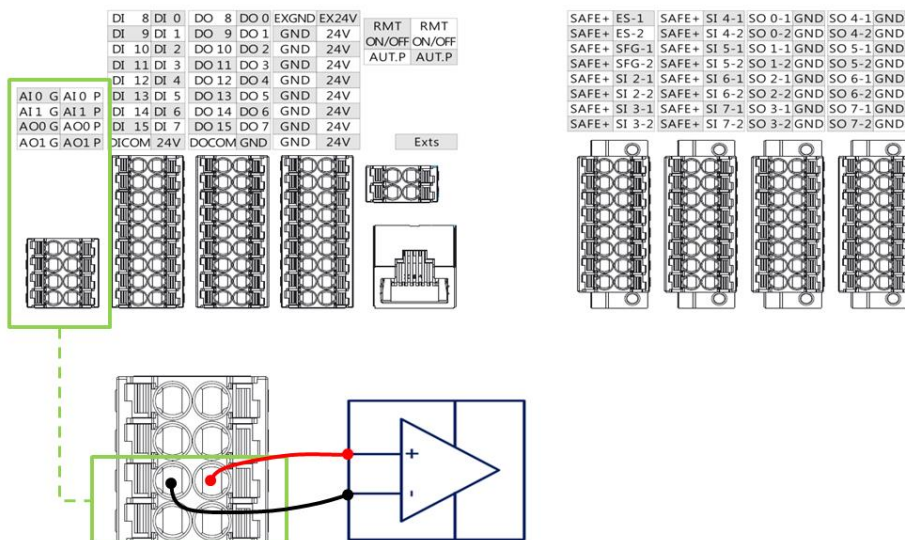 DI 8 DI 0 DO 8 DO 0 EXGND EX24V
DI 9 DI 1 DO 9 DO 1 GND 24V
DI 10 DI 2 DO 10 DO 2 GND 24V
DI 11 DI 3 DO 11 DO 3 GND 24V
DI 12 DI 4 DO 12 DO 4 GND 24V
AI0 G AI0 P DI 13 DI 5 DO 13 DO 5 GND 24V
AI1 G AI1 P DI 14 DI 6 DO 14 DO 6 GND 24V
AO0 G AO0 P DI 15 DI 7 DO 15 DO 7 GND 24V
AO1 G AO1 P DICOM 24V DOCOM GND GND 24V
RMT RMT
ON/OFF ON/OFF
AUT.P AUT.P
Exts
SAFE+ ES-1 SAFE+ SI 4-1 SO 0-1 GND SO 4-1 GND
SAFE+ ES-2 SAFE+ SI 4-2 SO 0-2 GND SO 4-2 GND
SAFE+ SFG-1 SAFE+ SI 5-1 SO 1-1 GND SO 5-1 GND
SAFE+ SFG-2 SAFE+ SI 5-2 SO 1-2 GND SO 5-2 GND
SAFE+ SI 2-1 SAFE+ SI 6-1 SO 2-1 GND SO 6-1 GND
SAFE+ SI 2-2 SAFE+ SI 6-2 SO 2-2 GND SO 6-2 GND
SAFE+ SI 3-1 SAFE+ SI 7-1 SO 3-1 GND SO 7-1 GND
SAFE+ SI 3-2 SAFE+ SI 7-2 SO 3-2 GND SO 7-2 GND
+
-